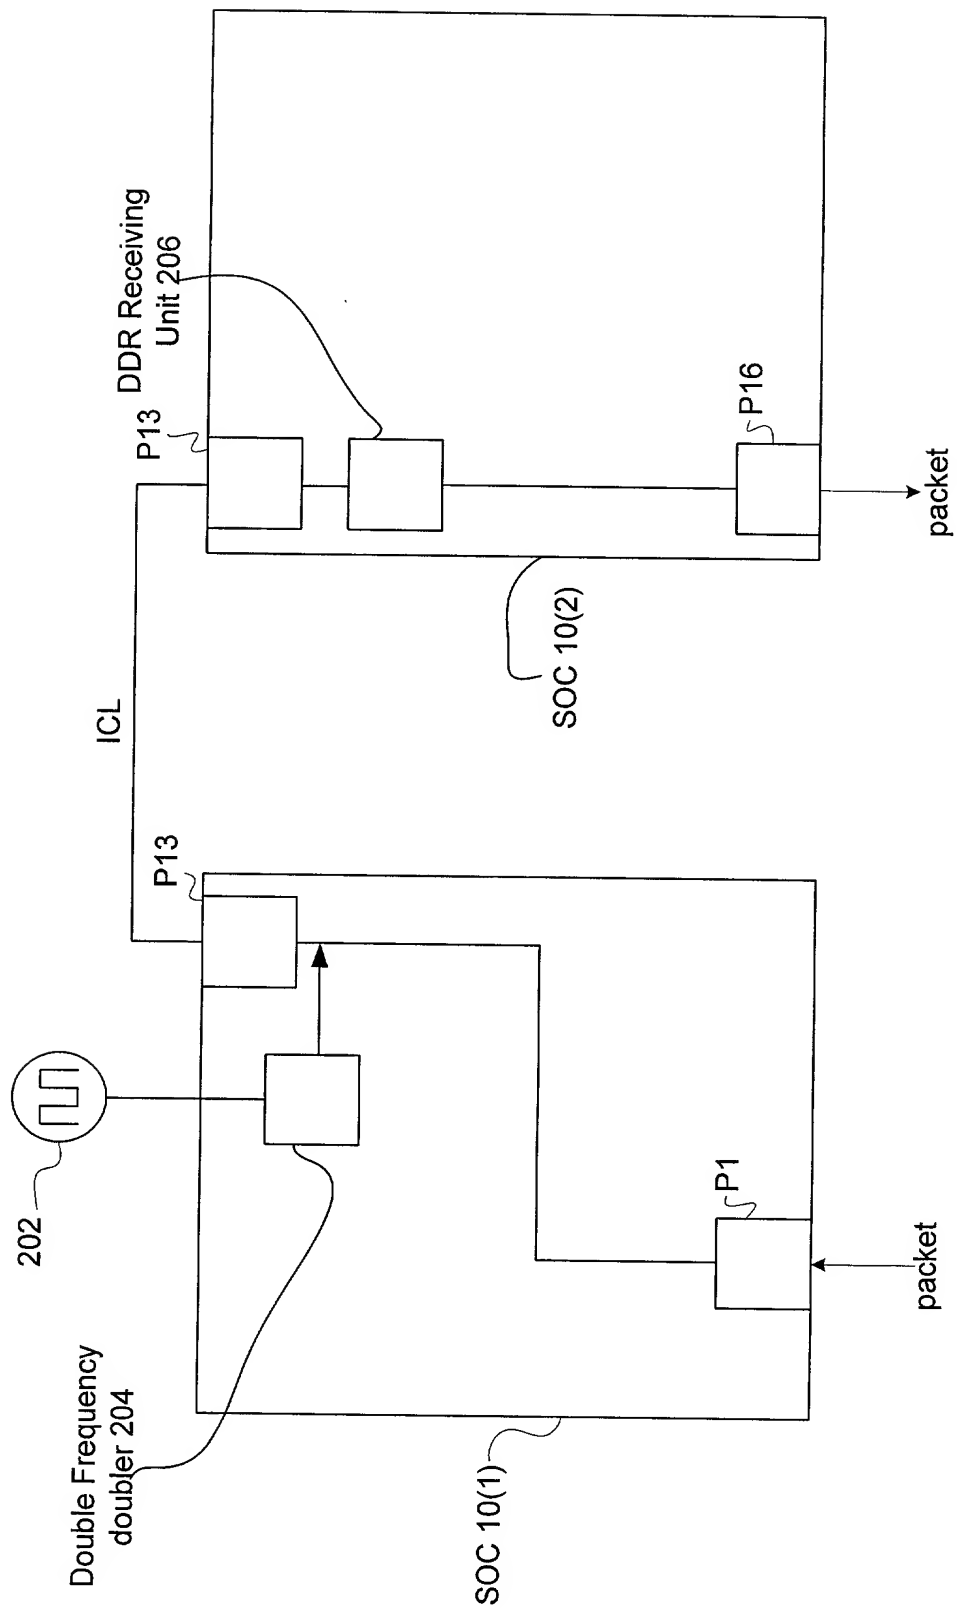 202
Double Frequency
doubler 204
P13
ICL
P13
DDR Receiving
Unit 206
SOC 10(1)
P1
packet
SOC 10(2)
P16
packet